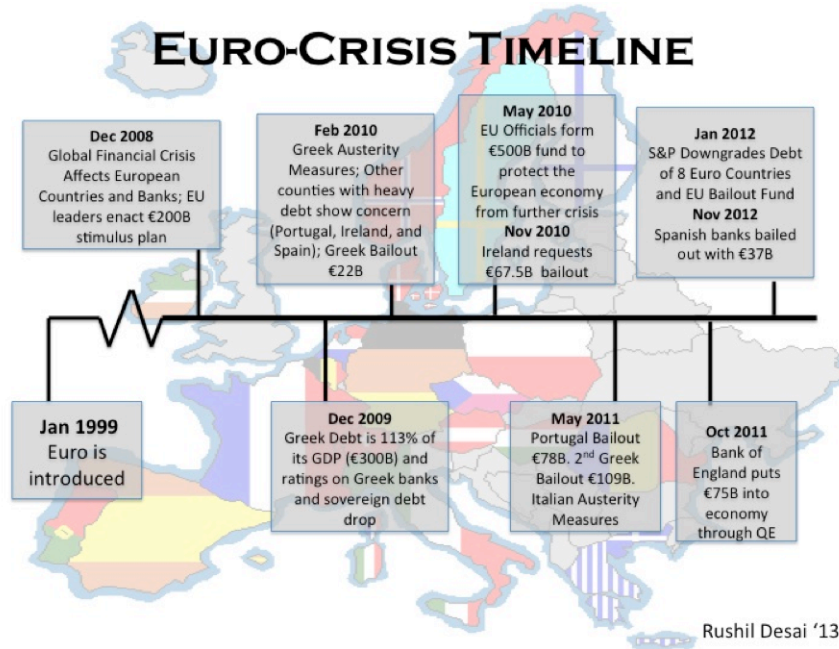 EURO-CRISIS TIMELINE
Dec 2008
Global Financial Crisis
Affects European
Countries and Banks; EU
leaders enact €200B
stimulus plan
Feb 2010
Greek Austerity
Measures; Other
counties with heavy
debt show concern
(Portugal, Ireland, and
Spain); Greek Bailout
€22B
May 2010
EU Officials form
€500B fund to
protect the
European economy
from further crisis
Nov 2010
Ireland requests
€67.5B bailout
Jan 2012
S&P Downgrades Debt
of 8 Euro Countries
and EU Bailout Fund
Nov 2012
Spanish banks bailed
out with €37B
Jan 1999
Euro is
introduced
Dec 2009
Greek Debt is 113% of
its GDP (€300B) and
ratings on Greek banks
and sovereign debt
drop
May 2011
Portugal Bailout
€78B. 2nd Greek
Bailout €109B.
Italian Austerity
Measures
Oct 2011
Bank of
England puts
€75B into
economy
through QE
Rushil Desai ‘13